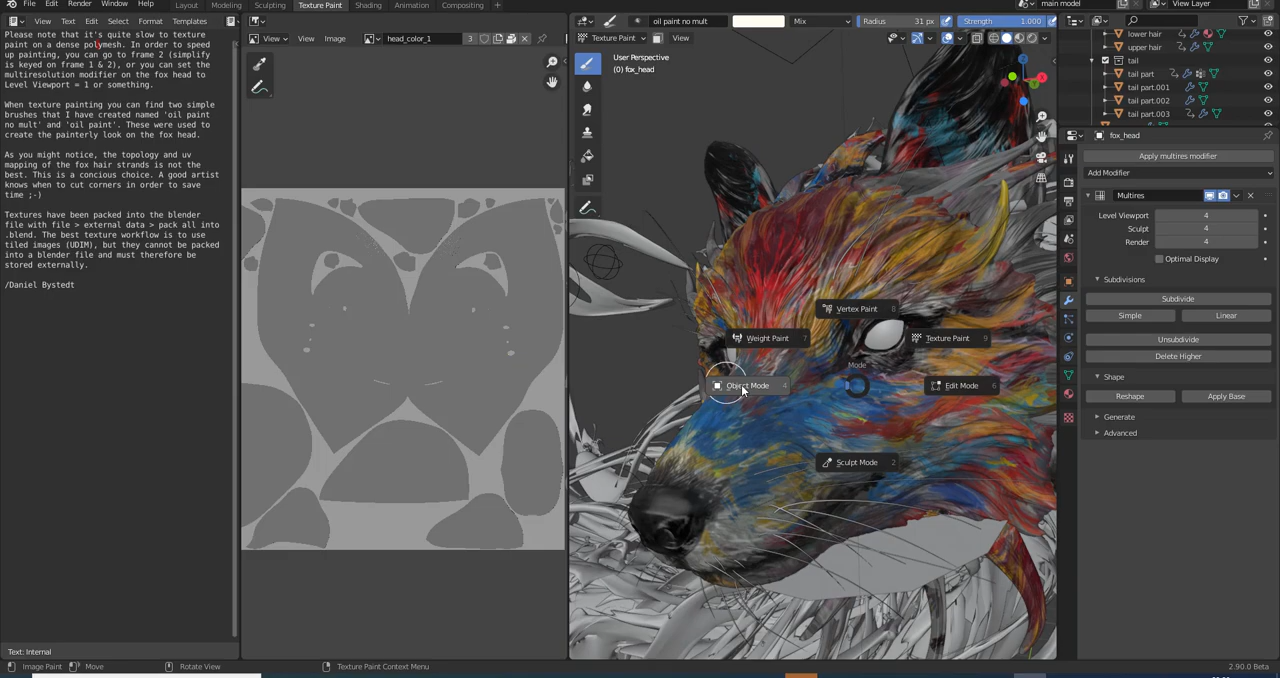 File Edit Render Window Help Layout Modeling Sculpting Texture Paint Shading Animation Compositing main model View Layer
View Text Edit Select Format Templates
oil paint no mult Mix Radius 31 px Strength 1.000
View View Image head_color_1 3
Texture Paint View
Please note that it's quite slow to texture
paint on a dense polymesh. In order to speed
up painting, you can go to frame 2 (simplify
is keyed on frame 1 & 2), or you can set the
multiresolution modifier on the fox head to
Level Viewport = 1 or something.
When texture painting you can find two simple
brushes that I have created named 'oil paint
no mult' and 'oil paint'. These were used to
create the painterly look on the fox head.
As you might notice, the topology and uv
mapping of the fox hair strands is not the
best. This is a concious choice. A good artist
knows when to cut corners in order to save
time ;-)
Textures have been packed into the blender
file with file > external data > pack all into
.blend. The best texture workflow is to use
tiled images (UDIM), but they cannot be packed
into a blender file and must therefore be
stored externally.
/Daniel Bystedt
User Perspective
(0) fox_head
Vertex Paint 8
Weight Paint 7
Texture Paint 9
Mode
Object Mode 4
Edit Mode 6
Sculpt Mode 2
lower hair
upper hair
tail
tail part
tail part.001
tail part.002
tail part.003
fox_head
Apply multires modifier
Add Modifier
Multires
Level Viewport 4
Sculpt 4
Render 4
Optimal Display
Subdivisions
Subdivide
Simple Linear
Unsubdivide
Delete Higher
Shape
Reshape Apply Base
Generate
Advanced
Text: Internal
Image Paint Move Rotate View Texture Paint Context Menu 2.90.0 Beta